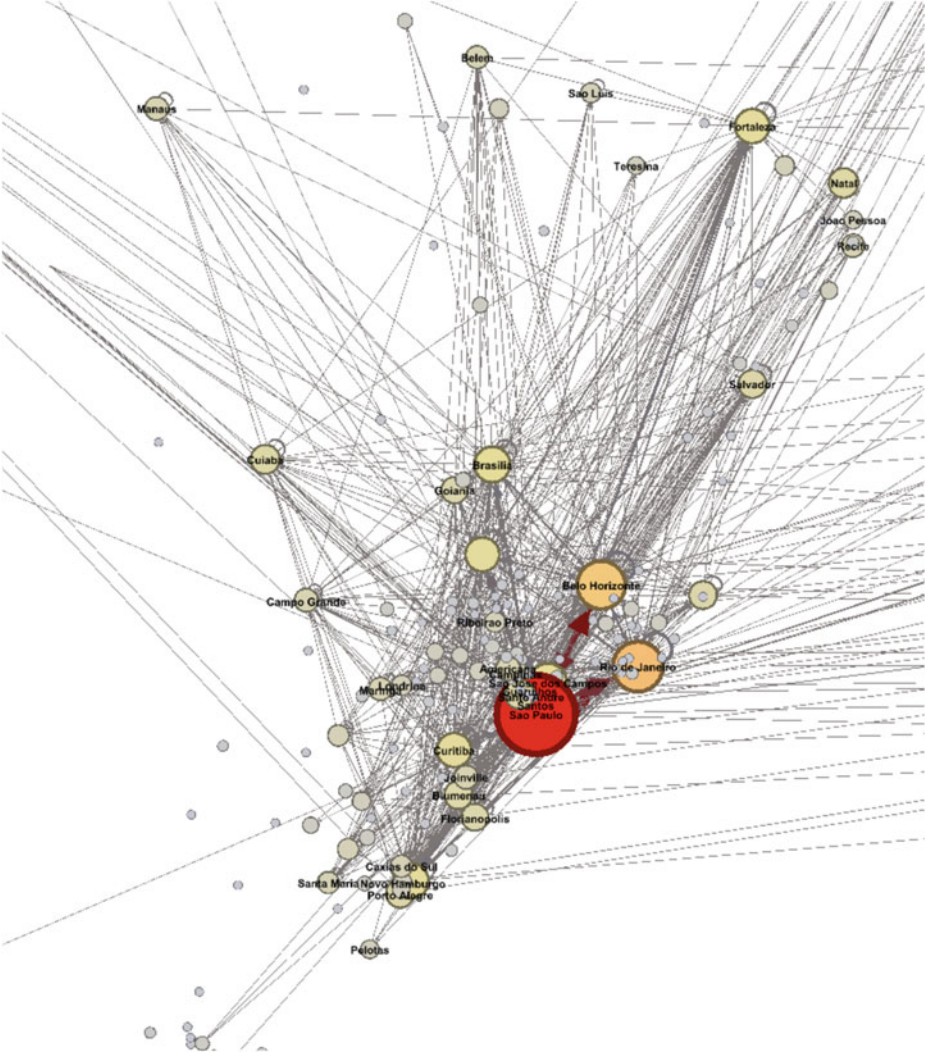 Belem
Sao Luis
Manaus
Fortaleza
Teresina
Natal
Joao Pessoa
Recife
Salvador
Cuiaba
Brasilia
Goiania
Belo Horizonte
Campo Grande
Ribeirao Preto
Rio de Janeiro
Americana
Campinas
Sao Jose dos Campos
Londrina
Maringa
Guarulhos
Santo Andre
Santos
Sao Paulo
Curitiba
Joinville
Blumenau
Florianopolis
Caxias do Sul
Santa Maria
Novo Hamburgo
Porto Alegre
Pelotas